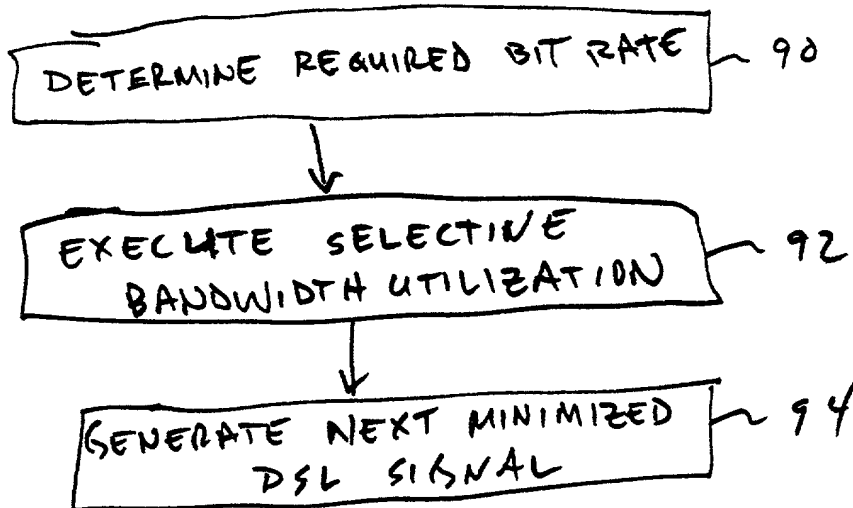 DETERMINE REQUIRED BIT RATE 90
EXECUTE SELECTIVE 92
BANDWIDTH UTILIZATION
GENERATE NEXT MINIMIZED 94
DSL SIGNAL